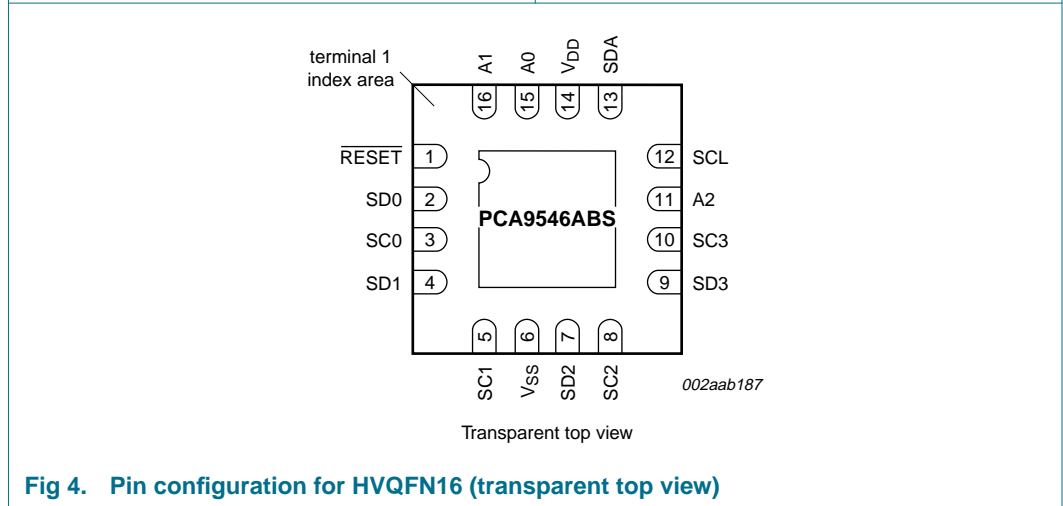 terminal 1
index area
A1
A0
VDD
SDA
16
15
14
13
RESET
1
12
SCL
SD0
2
11
A2
PCA9546ABS
SC0
3
10
SC3
SD1
4
9
SD3
5
6
7
8
SC1
VSS
SD2
SC2
002aab187
Transparent top view
Fig 4. Pin configuration for HVQFN16 (transparent top view)